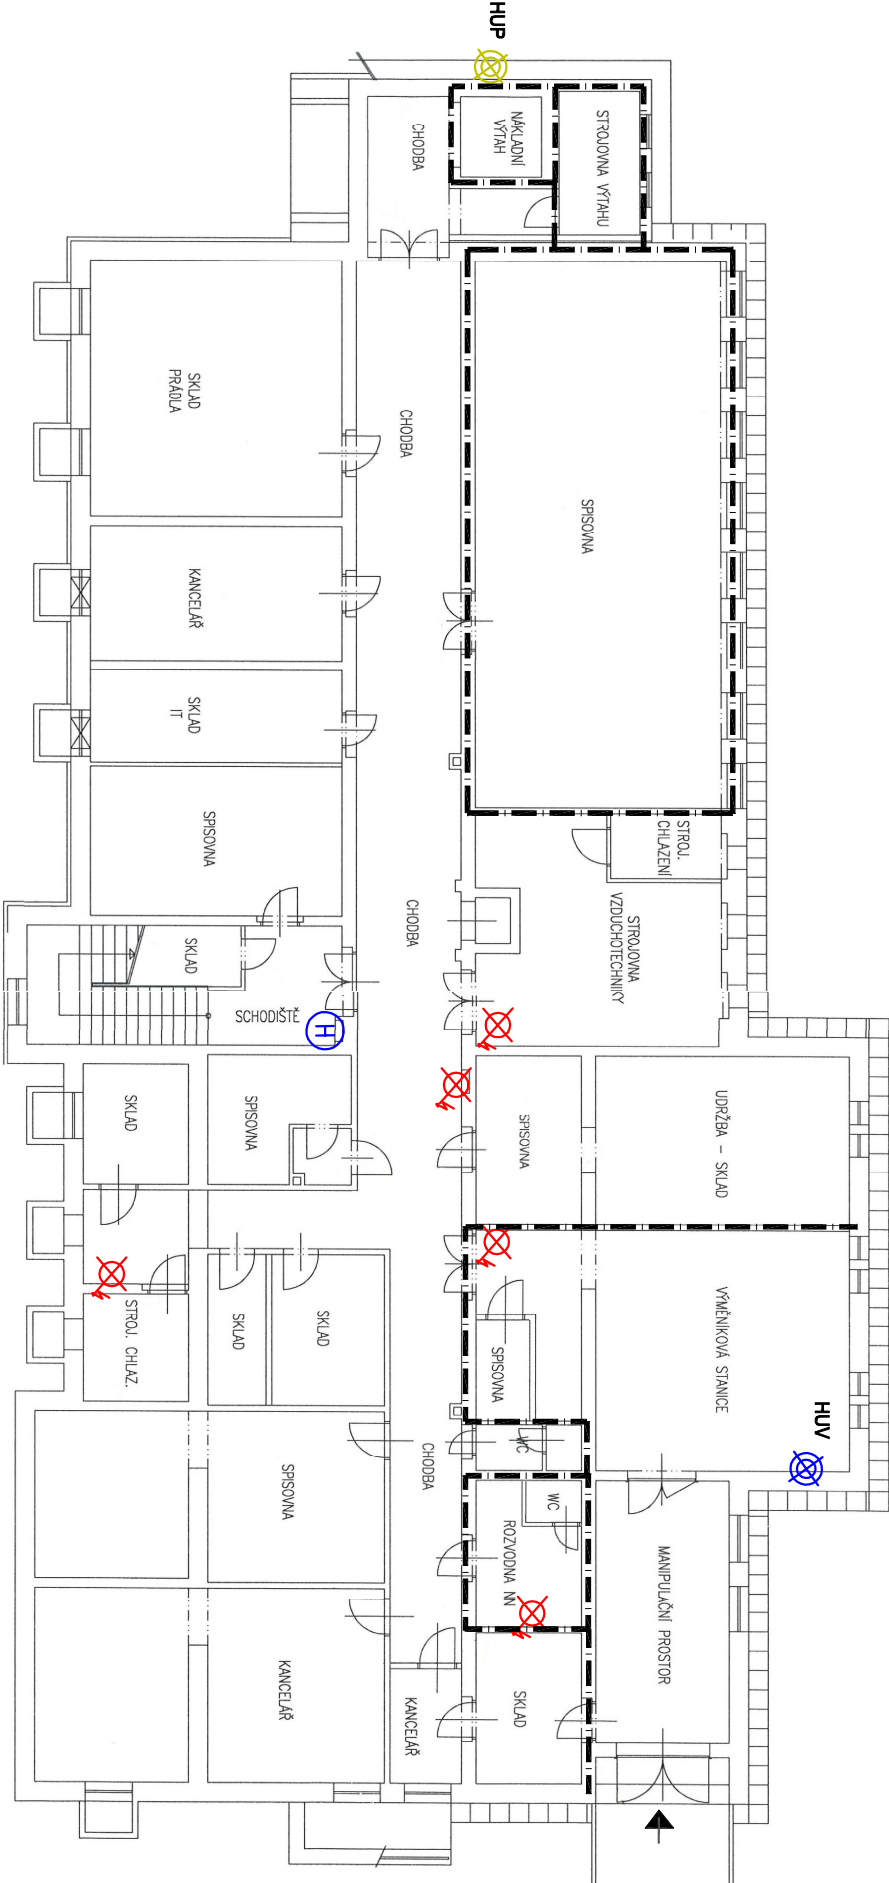 HUP
NÁKLADNÍ
VÝTAH
STROJOVNA VÝTAHU
CHODBA
SKLAD
PRÁDLA
CHODBA
SPISOVNA
KANCELÁŘ
SKLAD
IT
SPISOVNA
STROJ.
CHLAZENÍ
CHODBA
STROJOVNA
VZDUCHOTECHNIKY
SKLAD
SCHODIŠTĚ
H
SKLAD
SPISOVNA
SPISOVNA
UDRŽBA - SKLAD
STROJ. CHLAZ.
SKLAD
SKLAD
SPISOVNA
VÝMĚNÍKOVÁ STANICE
HUV
WC
CHODBA
SPISOVNA
WC
ROZVODNA NN
MANIPULAČNÍ PROSTOR
KANCELÁŘ
KANCELÁŘ
SKLAD